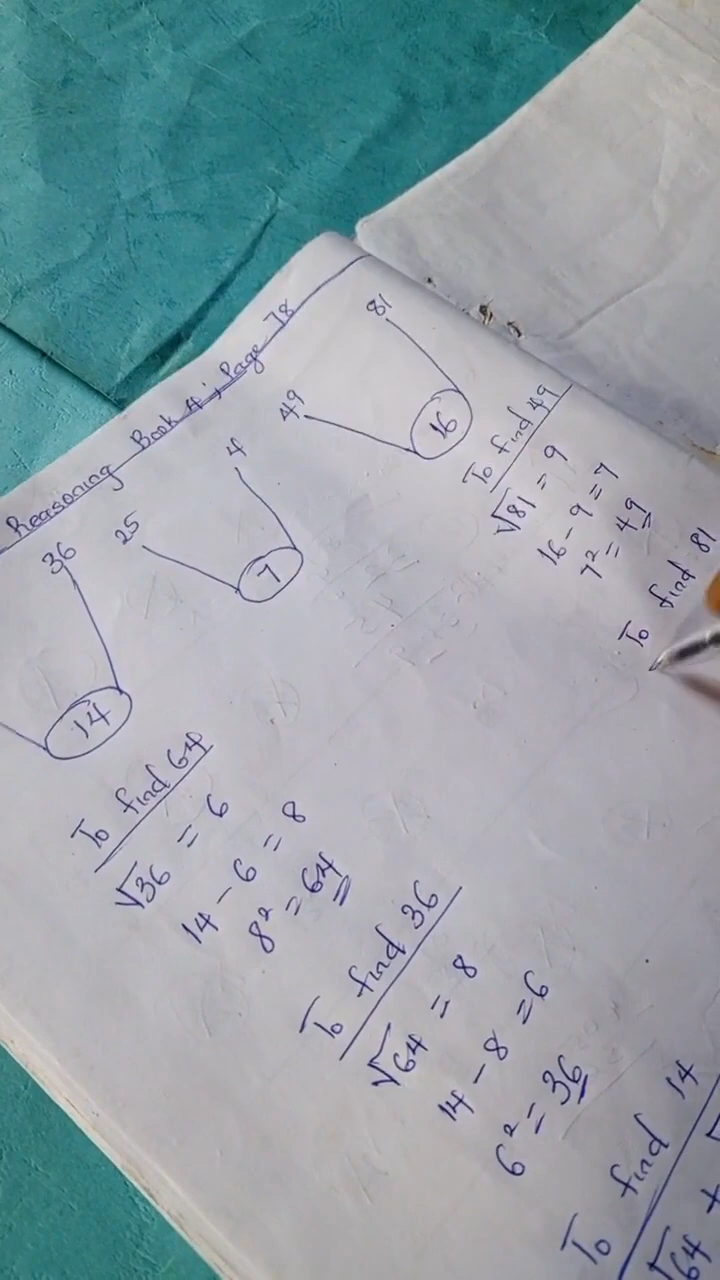 Reasoning Book 4; Page 78
36
14
25
4
7
49
81
16
To find 64
√36 = 6
14 - 6 = 8
8² = 64
To find 36
√64 = 8
14 - 8 = 6
6² = 36
To find 14
√64 +
To find 49
√81 = 9
16 - 9 = 7
7² = 49
To find 81